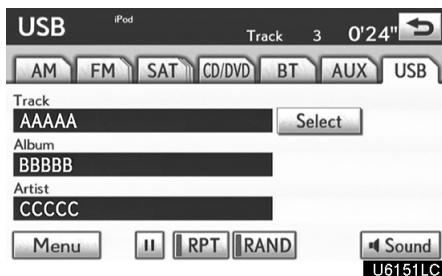 USB iPod Track 3 0'24"
AM FM SAT CD/DVD BT AUX USB
Track
AAAAA Select
Album
BBBBB
Artist
CCCCC
Menu RPT RAND Sound
U6151LC